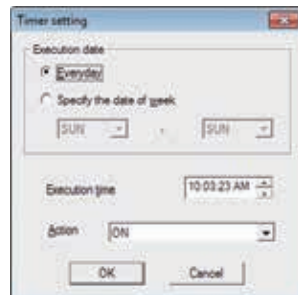 Timer setting
Execution date
Everyday
Specify the date of week
SUN , SUN
Execution time 10:03:23 AM
Action ON
OK Cancel